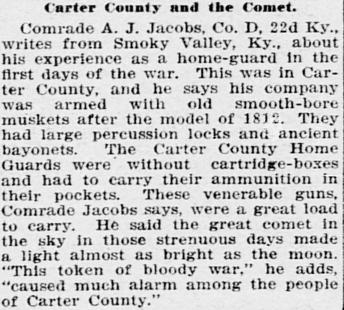 Carter County and the Comet.
Comrade A. J. Jacobs, Co. D, 22d Ky.,
writes from Smoky Valley, Ky., about
his experience as a home-guard in the
first days of the war. This was in Car-
ter County, and he says his company
was armed with old smooth-bore
muskets after the model of 1812. They
had large percussion locks and ancient
bayonets. The Carter County Home
Guards were without cartridge-boxes
and had to carry their ammunition in
their pockets. These venerable guns,
Comrade Jacobs says, were a great load
to carry. He said the great comet in
the sky in those strenuous days made
a light almost as bright as the moon.
"This token of bloody war," he adds,
"caused much alarm among the people
of Carter County."